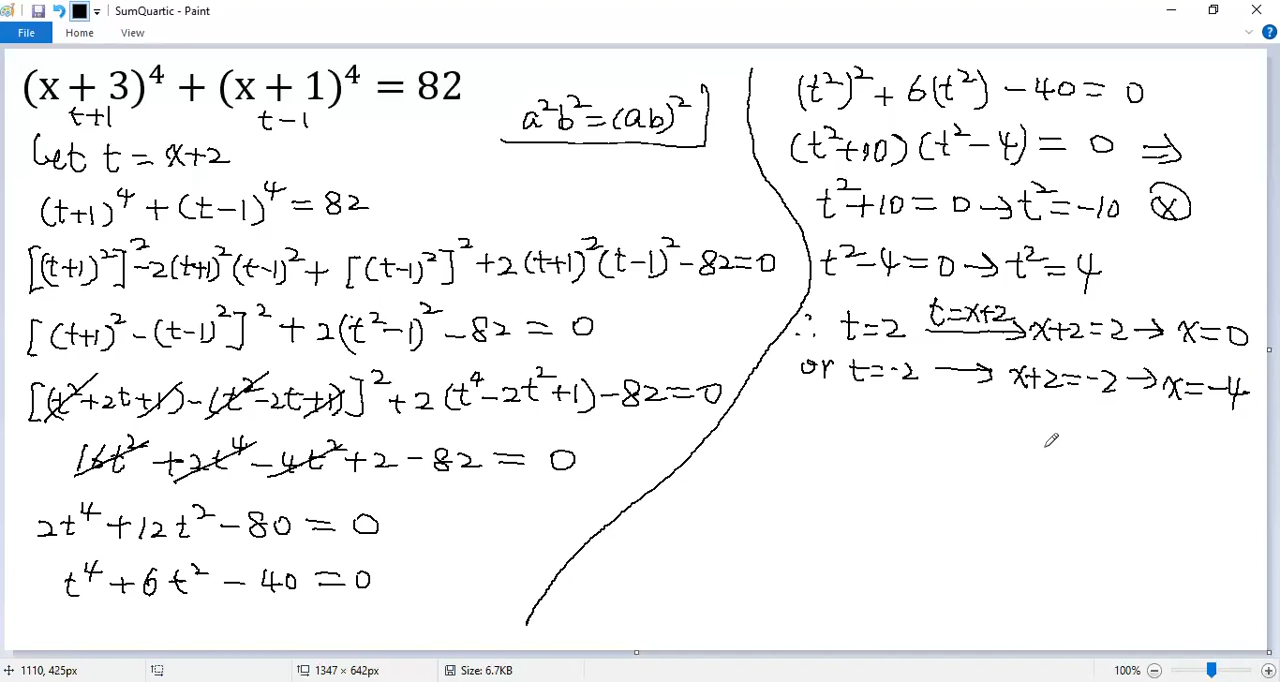 SumQuartic - Paint
File Home View
(x + 3)⁴ + (x + 1)⁴ = 82
t+1 t-1
a²b² = (ab)²
Let t = x+2
(t+1)⁴ + (t-1)⁴ = 82
[(t+1)²]² - 2(t+1)²(t-1)² + [(t-1)²]² + 2(t+1)²(t-1)² - 82 = 0
[(t+1)² - (t-1)²]² + 2(t²-1)² - 82 = 0
[(t²+2t+1) - (t²-2t+1)]² + 2(t⁴-2t²+1) - 82 = 0
16t² + 2t⁴ - 4t² + 2 - 82 = 0
2t⁴ + 12t² - 80 = 0
t⁴ + 6t² - 40 = 0
(t²)² + 6(t²) - 40 = 0
(t²+10)(t²-4) = 0 ⇒
t²+10 = 0 → t² = -10 ⓧ
t²-4 = 0 → t² = 4
t=x+2
∴ t=2 → x+2=2 → x=0
or t=-2 → x+2=-2 → x=-4
1110, 425px 1347 × 642px Size: 6.7KB 100%